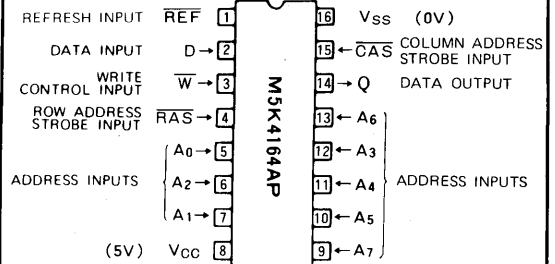 REFRESH INPUT REF 1 16 VSS (0V)
DATA INPUT D→ 2 15 ←CAS COLUMN ADDRESS STROBE INPUT
WRITE CONTROL INPUT W→ 3 14 →Q DATA OUTPUT
ROW ADDRESS STROBE INPUT RAS→ 4 13 ←A6
A0→ 5 12 ←A3
ADDRESS INPUTS A2→ 6 11 ←A4 ADDRESS INPUTS
A1→ 7 10 ←A5
(5V) VCC 8 9 ←A7
M5K4164AP